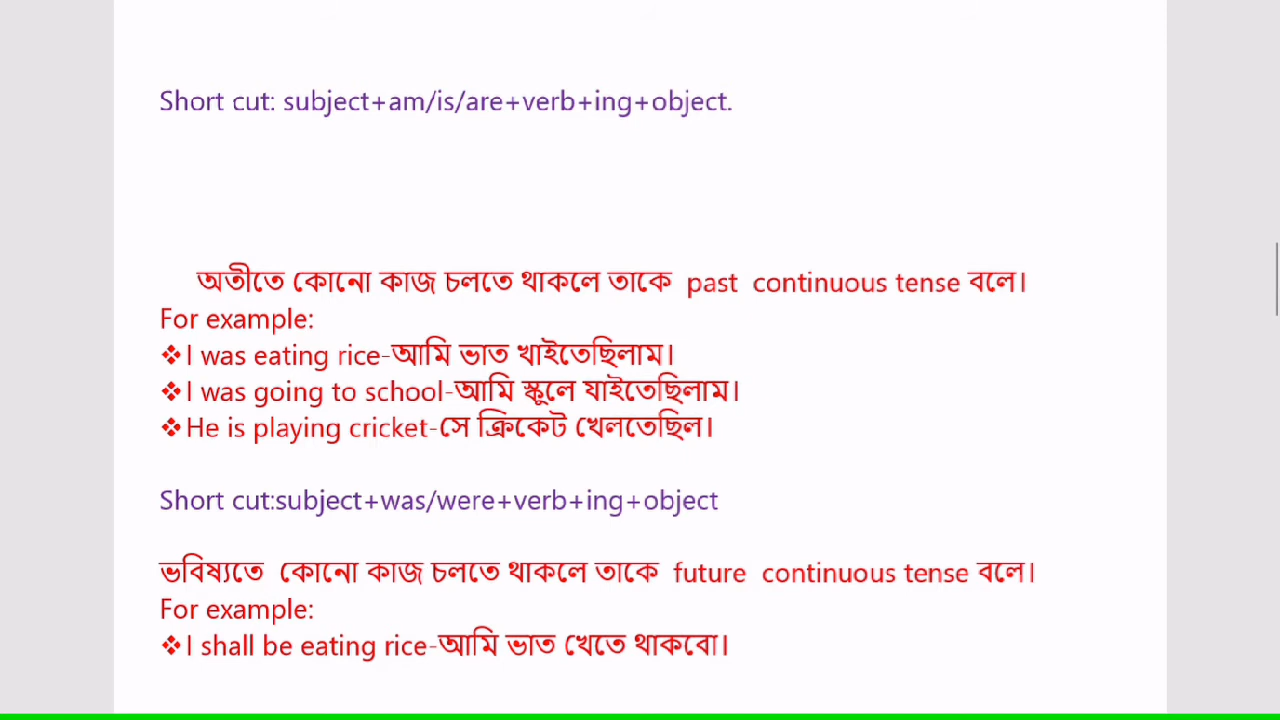 Short cut: subject+am/is/are+verb+ing+object.
অতীতে কোনো কাজ চলতে থাকলে তাকে past continuous tense বলে।
For example:
❖I was eating rice-আমি ভাত খাইতেছিলাম।
❖I was going to school-আমি স্কুলে যাইতেছিলাম।
❖He is playing cricket-সে ক্রিকেট খেলতেছিল।
Short cut:subject+was/were+verb+ing+object
ভবিষ্যতে কোনো কাজ চলতে থাকলে তাকে future continuous tense বলে।
For example:
❖I shall be eating rice-আমি ভাত খেতে থাকবো।